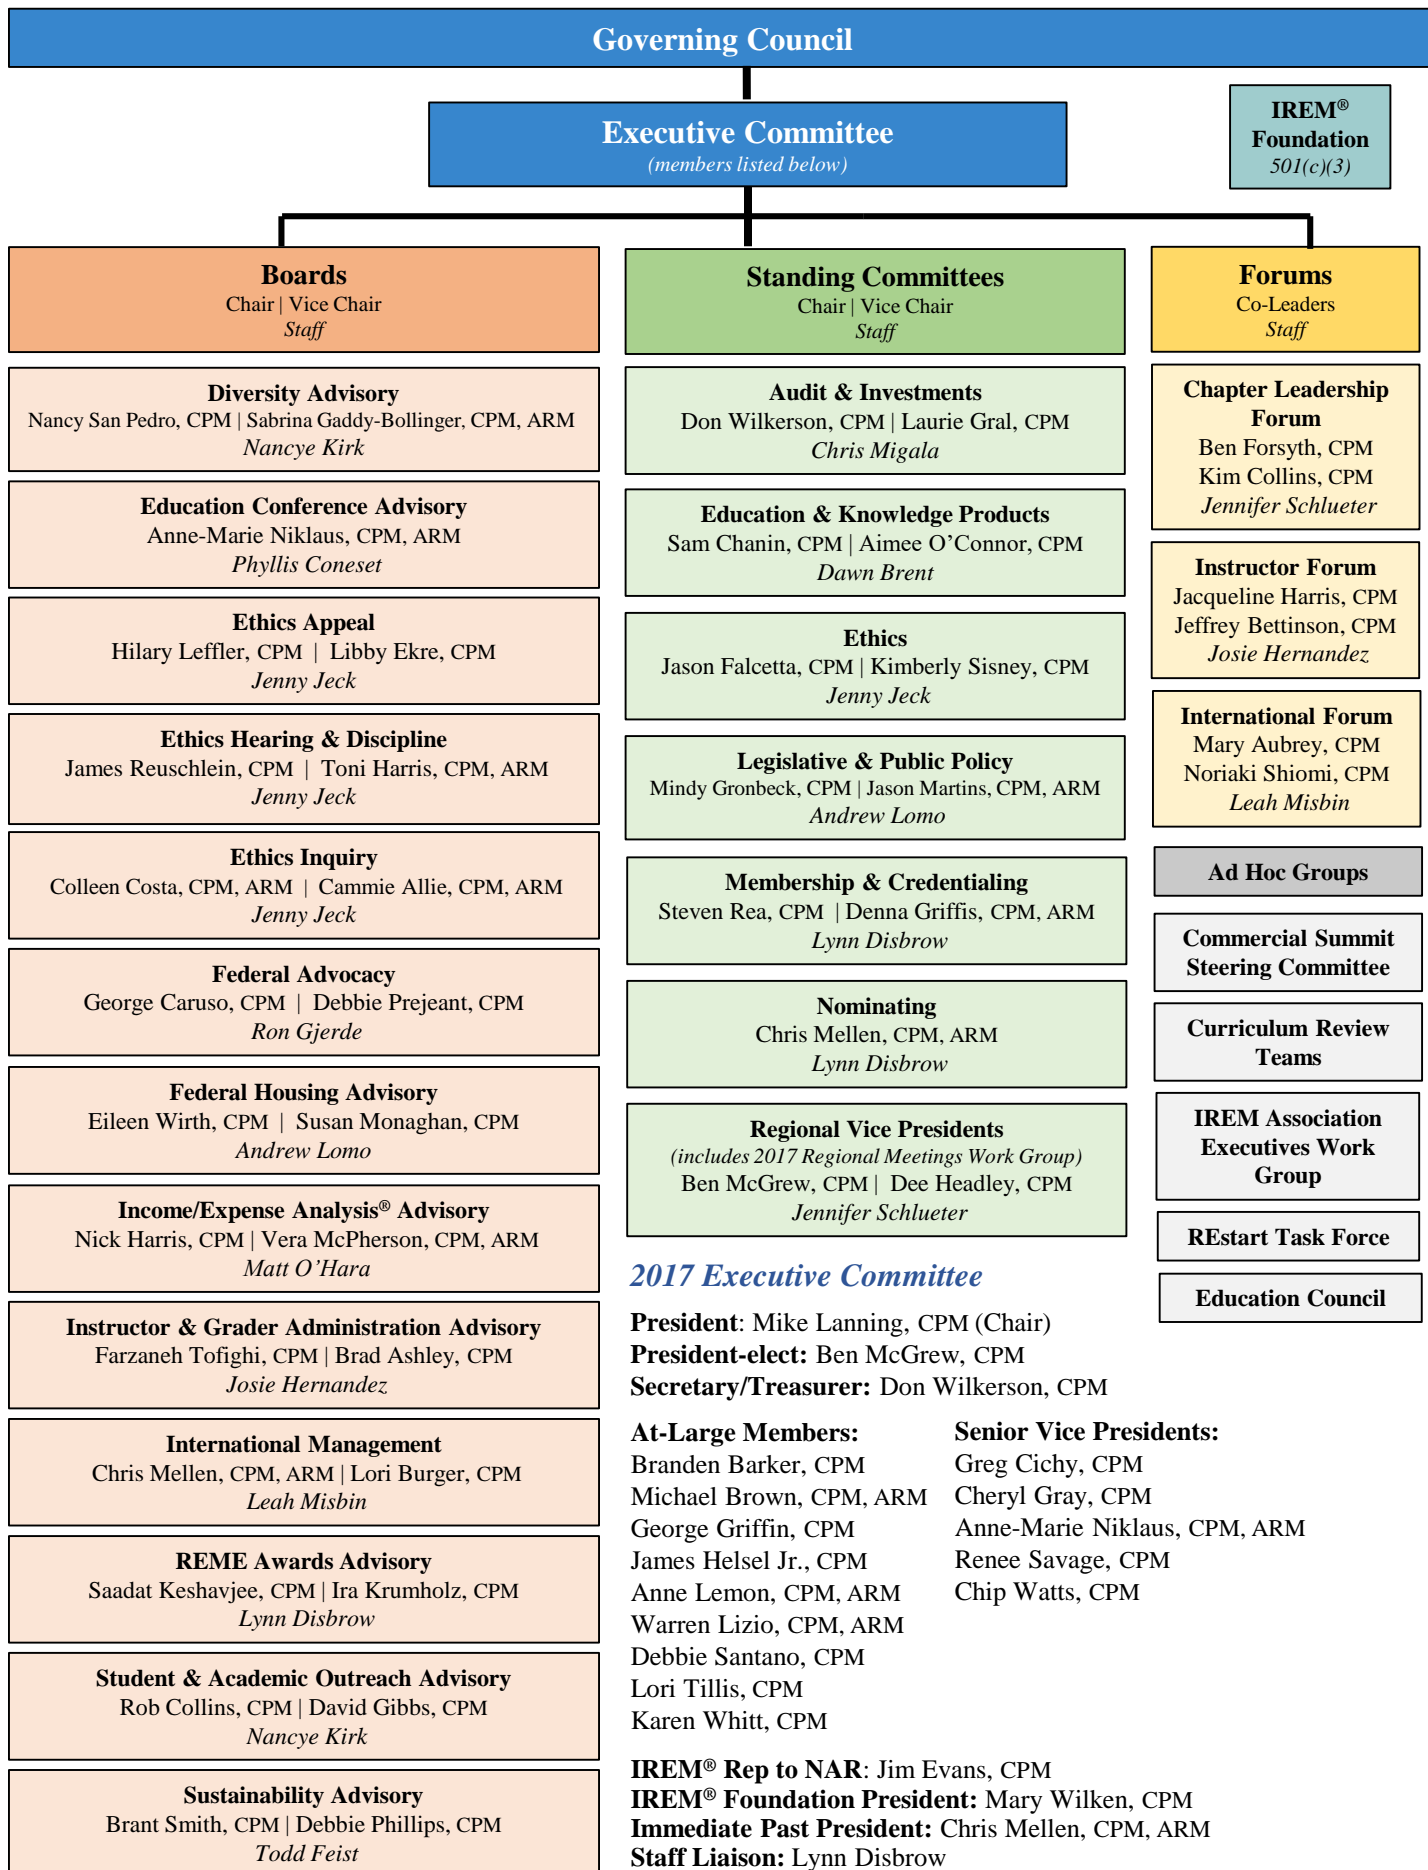 Governing Council
Executive Committee
(members listed below)
IREM®
Foundation
501(c)(3)
Boards
Chair | Vice Chair
Staff
Diversity Advisory
Nancy San Pedro, CPM | Sabrina Gaddy-Bollinger, CPM, ARM
Nancye Kirk
Education Conference Advisory
Anne-Marie Niklaus, CPM, ARM
Phyllis Coneset
Ethics Appeal
Hilary Leffler, CPM | Libby Ekre, CPM
Jenny Jeck
Ethics Hearing & Discipline
James Reuschlein, CPM | Toni Harris, CPM, ARM
Jenny Jeck
Ethics Inquiry
Colleen Costa, CPM, ARM | Cammie Allie, CPM, ARM
Jenny Jeck
Federal Advocacy
George Caruso, CPM | Debbie Prejeant, CPM
Ron Gjerde
Federal Housing Advisory
Eileen Wirth, CPM | Susan Monaghan, CPM
Andrew Lomo
Income/Expense Analysis® Advisory
Nick Harris, CPM | Vera McPherson, CPM, ARM
Matt O’Hara
Instructor & Grader Administration Advisory
Farzaneh Tofighi, CPM | Brad Ashley, CPM
Josie Hernandez
International Management
Chris Mellen, CPM, ARM | Lori Burger, CPM
Leah Misbin
REME Awards Advisory
Saadat Keshavjee, CPM | Ira Krumholz, CPM
Lynn Disbrow
Student & Academic Outreach Advisory
Rob Collins, CPM | David Gibbs, CPM
Nancye Kirk
Sustainability Advisory
Brant Smith, CPM | Debbie Phillips, CPM
Todd Feist
Standing Committees
Chair | Vice Chair
Staff
Audit & Investments
Don Wilkerson, CPM | Laurie Gral, CPM
Chris Migala
Education & Knowledge Products
Sam Chanin, CPM | Aimee O’Connor, CPM
Dawn Brent
Ethics
Jason Falcetta, CPM | Kimberly Sisney, CPM
Jenny Jeck
Legislative & Public Policy
Mindy Gronbeck, CPM | Jason Martins, CPM, ARM
Andrew Lomo
Membership & Credentialing
Steven Rea, CPM | Denna Griffis, CPM, ARM
Lynn Disbrow
Nominating
Chris Mellen, CPM, ARM
Lynn Disbrow
Regional Vice Presidents
(includes 2017 Regional Meetings Work Group)
Ben McGrew, CPM | Dee Headley, CPM
Jennifer Schlueter
Forums
Co-Leaders
Staff
Chapter Leadership
Forum
Ben Forsyth, CPM
Kim Collins, CPM
Jennifer Schlueter
Instructor Forum
Jacqueline Harris, CPM
Jeffrey Bettinson, CPM
Josie Hernandez
International Forum
Mary Aubrey, CPM
Noriaki Shiomi, CPM
Leah Misbin
Ad Hoc Groups
Commercial Summit
Steering Committee
Curriculum Review
Teams
IREM Association
Executives Work
Group
REstart Task Force
Education Council
2017 Executive Committee
President: Mike Lanning, CPM (Chair)
President-elect: Ben McGrew, CPM
Secretary/Treasurer: Don Wilkerson, CPM
At-Large Members:
Branden Barker, CPM
Michael Brown, CPM, ARM
George Griffin, CPM
James Helsel Jr., CPM
Anne Lemon, CPM, ARM
Warren Lizio, CPM, ARM
Debbie Santano, CPM
Lori Tillis, CPM
Karen Whitt, CPM
Senior Vice Presidents:
Greg Cichy, CPM
Cheryl Gray, CPM
Anne-Marie Niklaus, CPM, ARM
Renee Savage, CPM
Chip Watts, CPM
IREM® Rep to NAR: Jim Evans, CPM
IREM® Foundation President: Mary Wilken, CPM
Immediate Past President: Chris Mellen, CPM, ARM
Staff Liaison: Lynn Disbrow